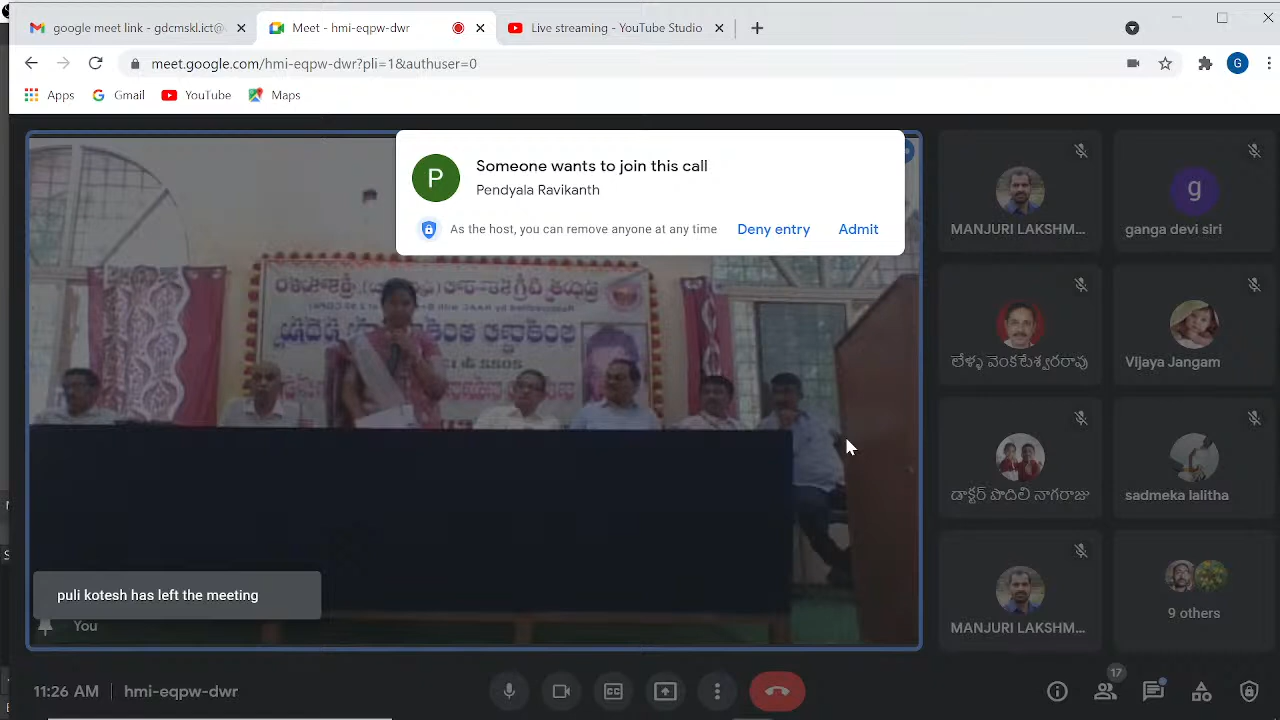 google meet link - gdcmskl.ict@
Meet - hmi-eqpw-dwr
Live streaming - YouTube Studio
meet.google.com/hmi-eqpw-dwr?pli=1&authuser=0
G
Apps
Gmail
YouTube
Maps
P
Someone wants to join this call
Pendyala Ravikanth
As the host, you can remove anyone at any time
Deny entry
Admit
MANJURI LAKSHM...
g
ganga devi siri
లేళ్ళ వెంకటేశ్వరరావు
Vijaya Jangam
డాక్టర్ పొదిలి నాగరాజు
sadmeka lalitha
MANJURI LAKSHM...
9 others
puli kotesh has left the meeting
You
11:26 AM
hmi-eqpw-dwr
17